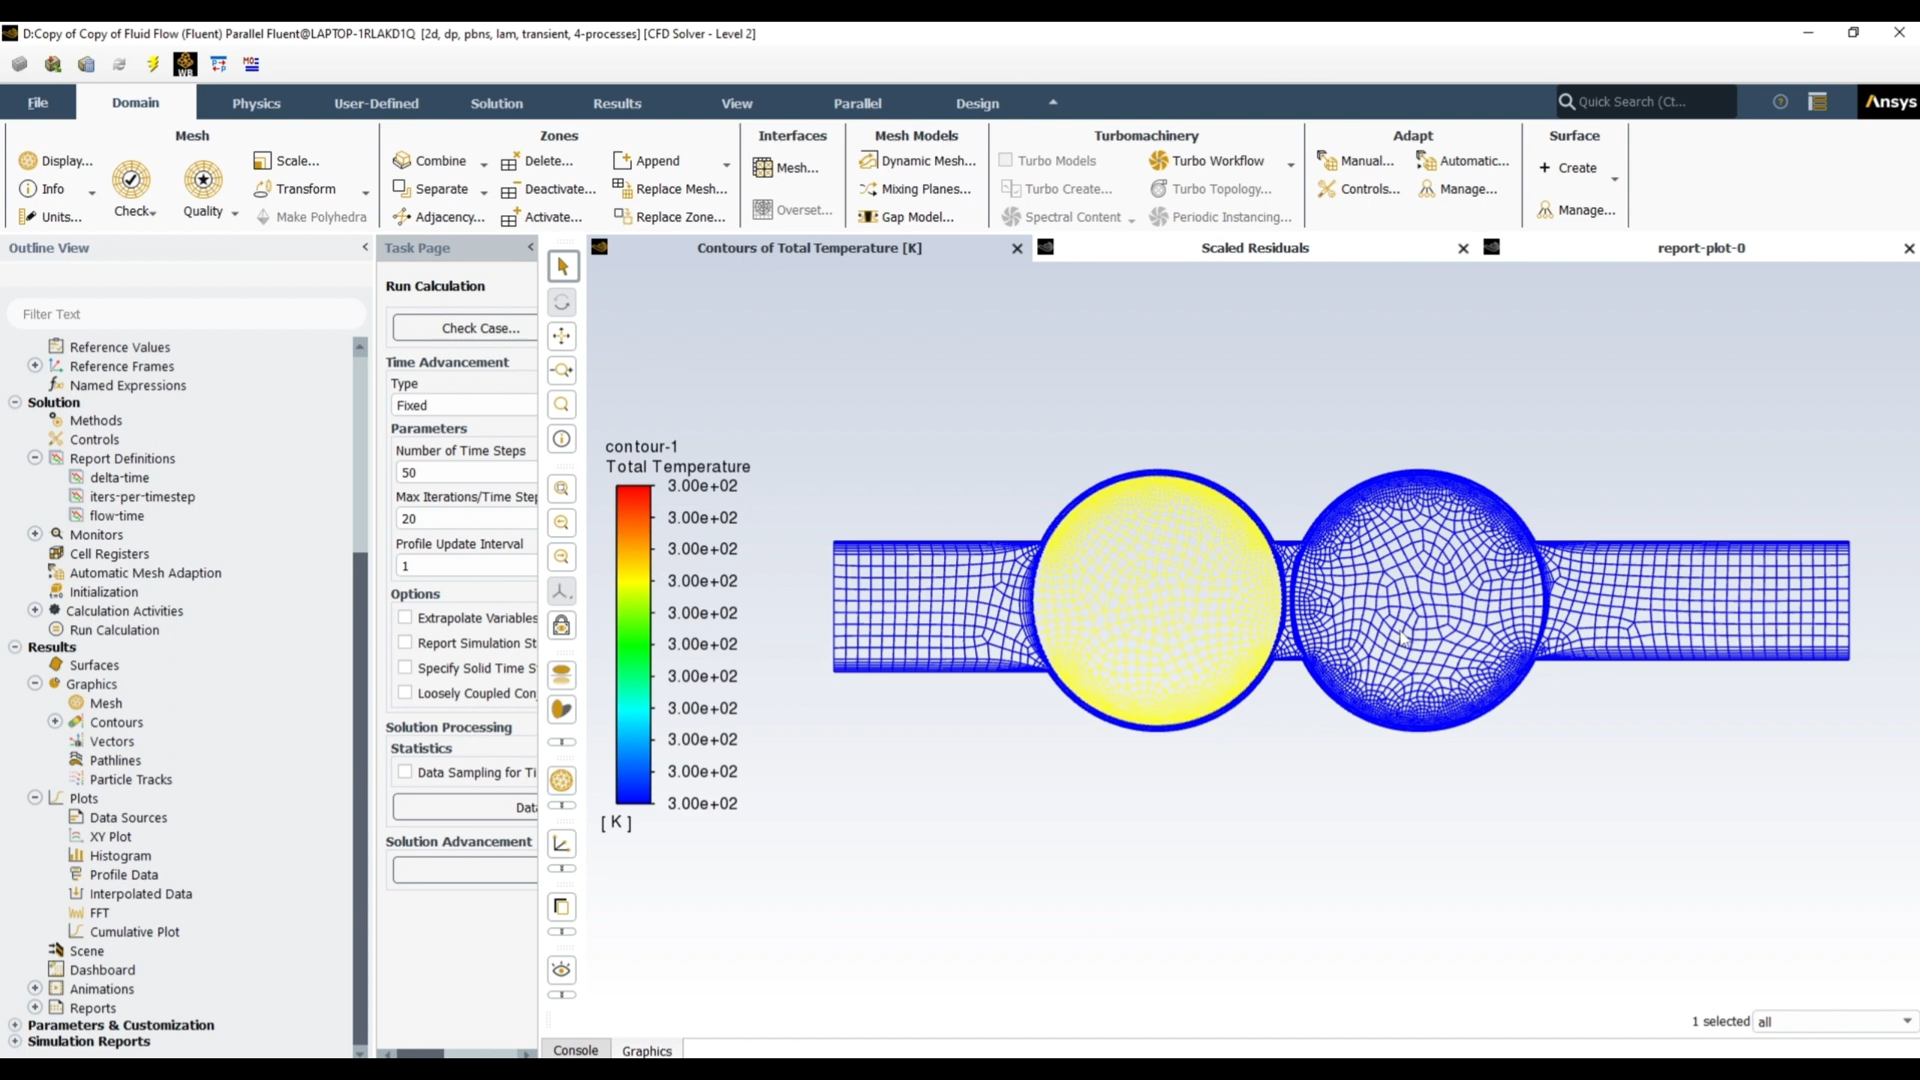 D:Copy of Copy of Fluid Flow (Fluent) Parallel Fluent@LAPTOP-1RLAKD1Q [2d, dp, pbns, lam, transient, 4-processes] [CFD Solver - Level 2]
WB
File Domain Physics User-Defined Solution Results View Parallel Design Quick Search (Ct... Ansys
Mesh Zones Interfaces Mesh Models Turbomachinery Adapt Surface
Display... Scale... Combine Delete... Append Mesh... Dynamic Mesh... Turbo Models Turbo Workflow Manual... Automatic... + Create
Info Transform Separate Deactivate... Replace Mesh... Mixing Planes... Turbo Create... Turbo Topology... Controls... Manage...
Check Quality Overset... Manage...
Units... Make Polyhedra Adjacency... Activate... Replace Zone... Gap Model... Spectral Content Periodic Instancing...
Outline View < Task Page < Contours of Total Temperature [K] Scaled Residuals report-plot-0
Filter Text
Reference Values
Reference Frames
Named Expressions
Solution
Methods
Controls
Report Definitions
delta-time
iters-per-timestep
flow-time
Monitors
Cell Registers
Automatic Mesh Adaption
Initialization
Calculation Activities
Run Calculation
Results
Surfaces
Graphics
Mesh
Contours
Vectors
Pathlines
Particle Tracks
Plots
Data Sources
XY Plot
Histogram
Profile Data
Interpolated Data
FFT
Cumulative Plot
Scene
Dashboard
Animations
Reports
Parameters & Customization
Simulation Reports
Run Calculation
Check Case...
Time Advancement
Type
Fixed
Parameters
Number of Time Steps
50
Max Iterations/Time Step
20
Profile Update Interval
1
Options
Extrapolate Variables
Report Simulation St
Specify Solid Time S
Loosely Coupled Con
Solution Processing
Statistics
Data Sampling for Ti
Data
Solution Advancement
contour-1
Total Temperature
3.00e+02
3.00e+02
3.00e+02
3.00e+02
3.00e+02
3.00e+02
3.00e+02
3.00e+02
3.00e+02
3.00e+02
3.00e+02
[ K ]
1 selected all
Console Graphics